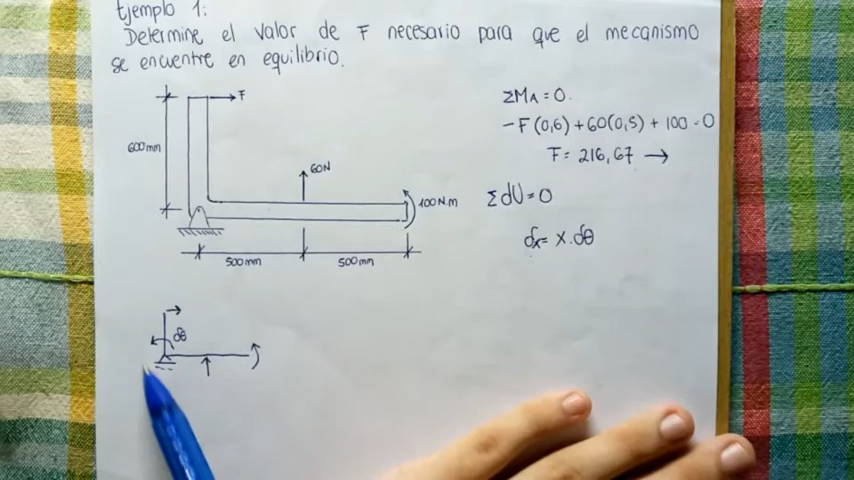 Ejemplo 1:
Determine el valor de F necesario para que el mecanismo
se encuentre en equilibrio.
F
600mm
60N
100N.m
500mm
500mm
ΣMA = 0.
-F(0,6) + 60(0,5) + 100 = 0
F = 216,67 →
ΣdU = 0
dx = x.dθ
dθ